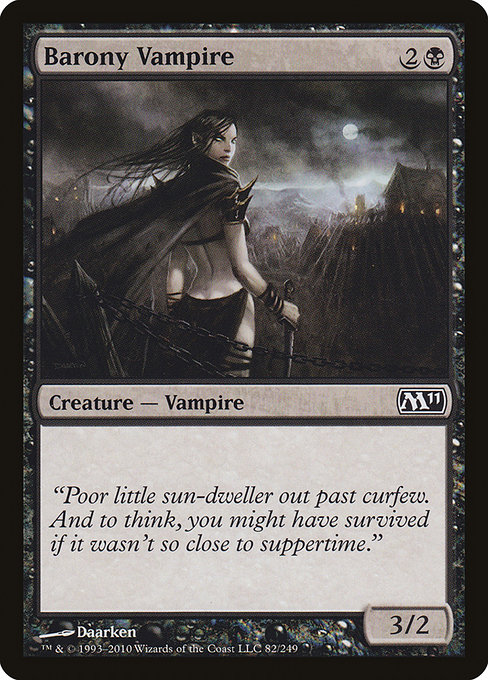 Barony Vampire 2
Creature — Vampire M11
“Poor little sun-dweller out past curfew.
And to think, you might have survived
if it wasn’t so close to suppertime.”
Daarken
3/2
™ & © 1993–2010 Wizards of the Coast LLC 82/249